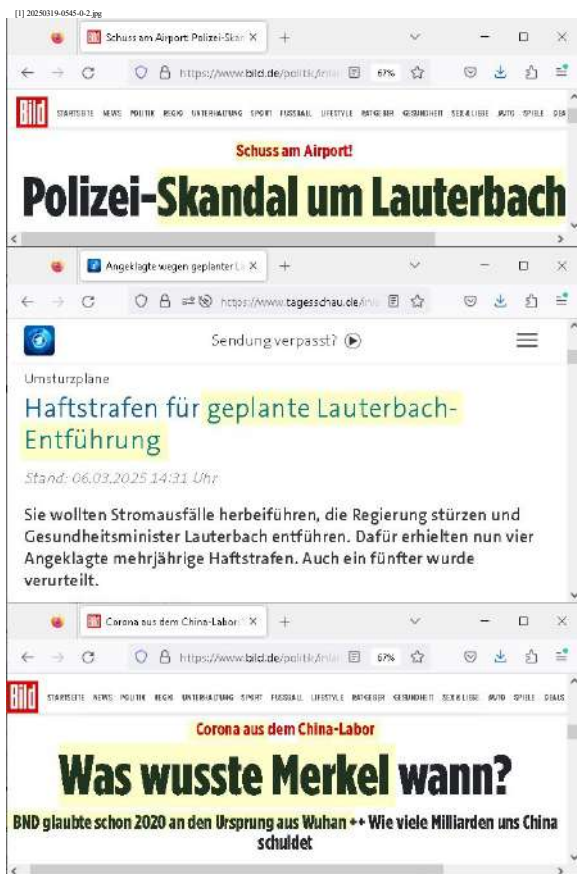 [1] 20250319-0545-0-2.jpg
Schuss am Airport: Polizei-Skan
https://www.bild.de/politik/inla
67%
Bild STARTSEITE NEWS POLITIK REGIO UNTERHALTUNG SPORT FUSSBALL LIFESTYLE RATGEBER GESUNDHEIT SEX & LIEBE AUTO SPIELE DEA
Schuss am Airport!
Polizei-Skandal um Lauterbach
Angeklagte wegen geplanter L
https://www.tagesschau.de/in
Sendung verpasst?
Umsturzpläne
Haftstrafen für geplante Lauterbach-
Entführung
Stand: 06.03.2025 14:31 Uhr
Sie wollten Stromausfälle herbeiführen, die Regierung stürzen und
Gesundheitsminister Lauterbach entführen. Dafür erhielten nun vier
Angeklagte mehrjährige Haftstrafen. Auch ein fünfter wurde
verurteilt.
Corona aus dem China-Labor:
https://www.bild.de/politik/inla
67%
Bild STARTSEITE NEWS POLITIK REGIO UNTERHALTUNG SPORT FUSSBALL LIFESTYLE RATGEBER GESUNDHEIT SEX & LIEBE AUTO SPIELE DEALS
Corona aus dem China-Labor
Was wusste Merkel wann?
BND glaubte schon 2020 an den Ursprung aus Wuhan ++ Wie viele Milliarden uns China
schuldet